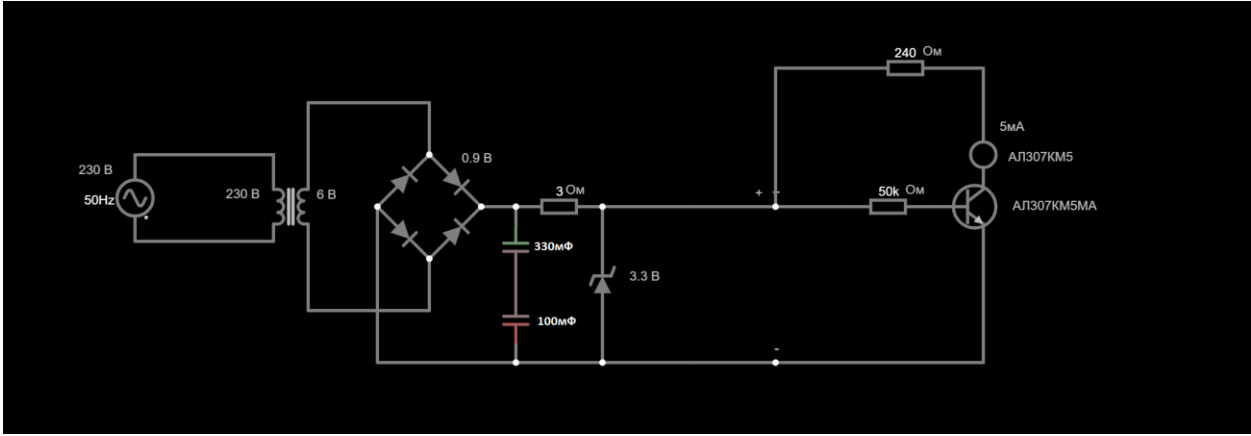 240 Ом
5мА
АЛ307КМ5
230 В
50Hz
230 В
6 В
0.9 В
3 Ом
+ -
50k Ом
АЛ307КМ5МА
330мФ
3.3 В
100мФ
-